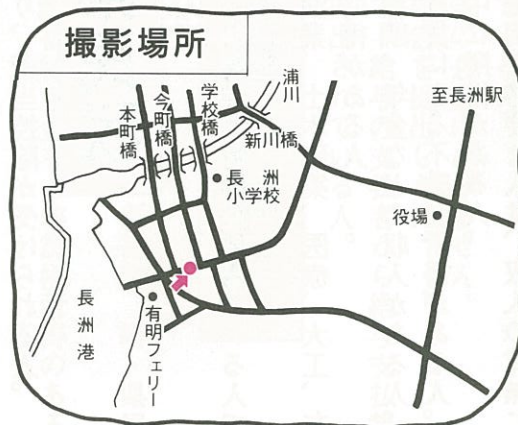 撮影場所
本町橋
今町橋
学校橋
浦川
新川橋
至長洲駅
長洲
小学校
役場
長洲港
有明フェリー